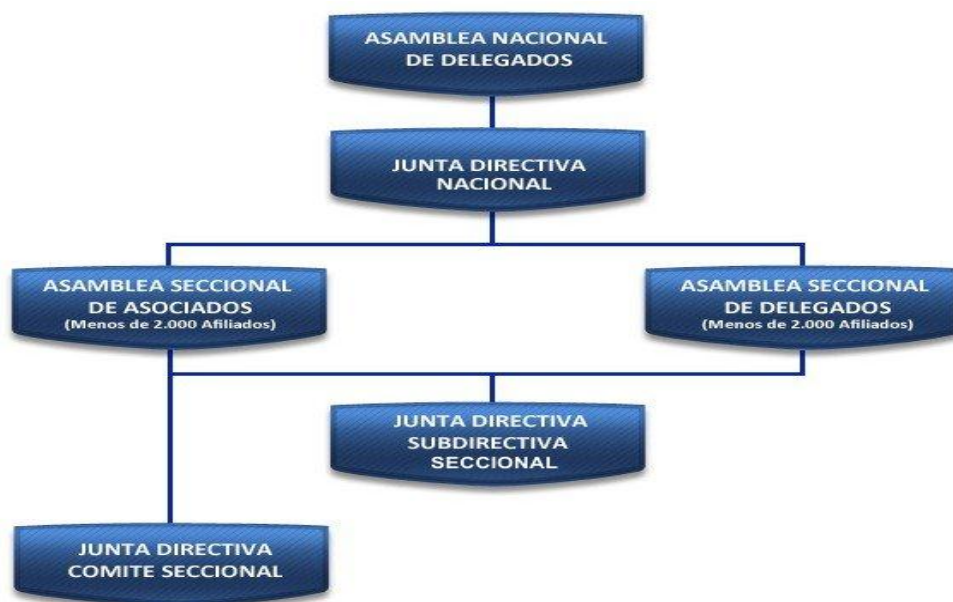 ASAMBLEA NACIONAL
DE DELEGADOS
JUNTA DIRECTIVA
NACIONAL
ASAMBLEA SECCIONAL
DE ASOCIADOS
(Menos de 2.000 Afiliados)
ASAMBLEA SECCIONAL
DE DELEGADOS
(Menos de 2.000 Afiliados)
JUNTA DIRECTIVA
SUBDIRECTIVA
SECCIONAL
JUNTA DIRECTIVA
COMITE SECCIONAL